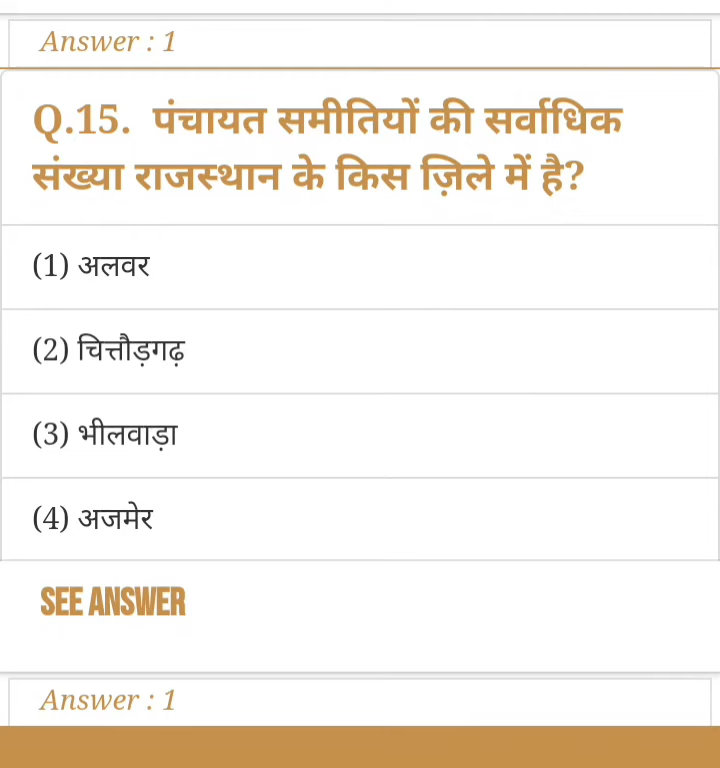 Answer : 1
Q.15. पंचायत समीतियों की सर्वाधिक
संख्या राजस्थान के किस ज़िले में है?
(1) अलवर
(2) चित्तौड़गढ़
(3) भीलवाड़ा
(4) अजमेर
SEE ANSWER
Answer : 1